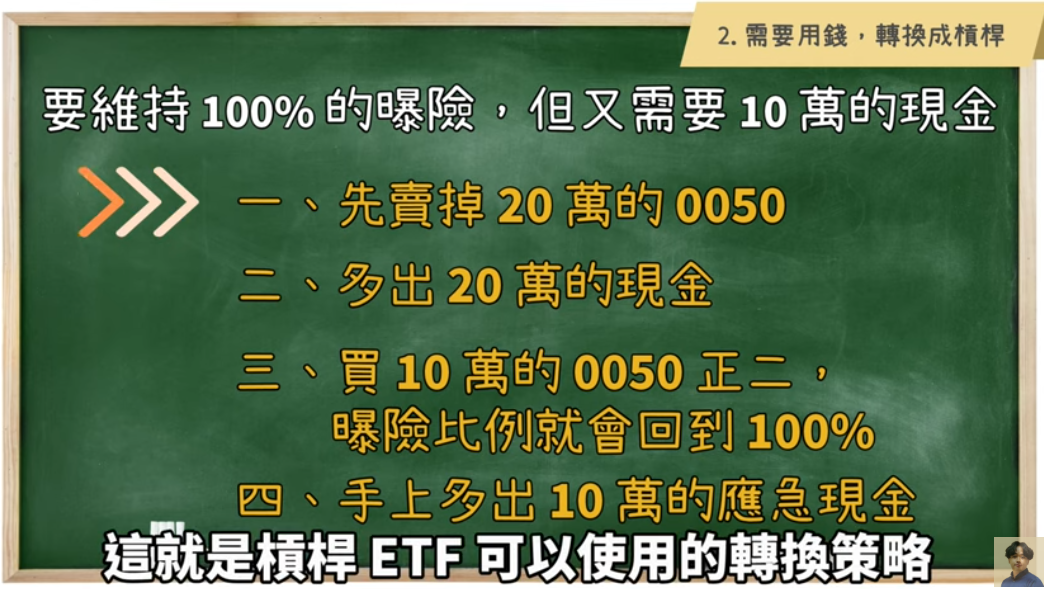 2. 需要用錢，轉換成槓桿
要維持 100% 的曝險，但又需要 10 萬的現金
一、先賣掉 20 萬的 0050
二、多出 20 萬的現金
三、買 10 萬的 0050 正二，
曝險比例就會回到 100%
四、手上多出 10 萬的應急現金
這就是槓桿 ETF 可以使用的轉換策略